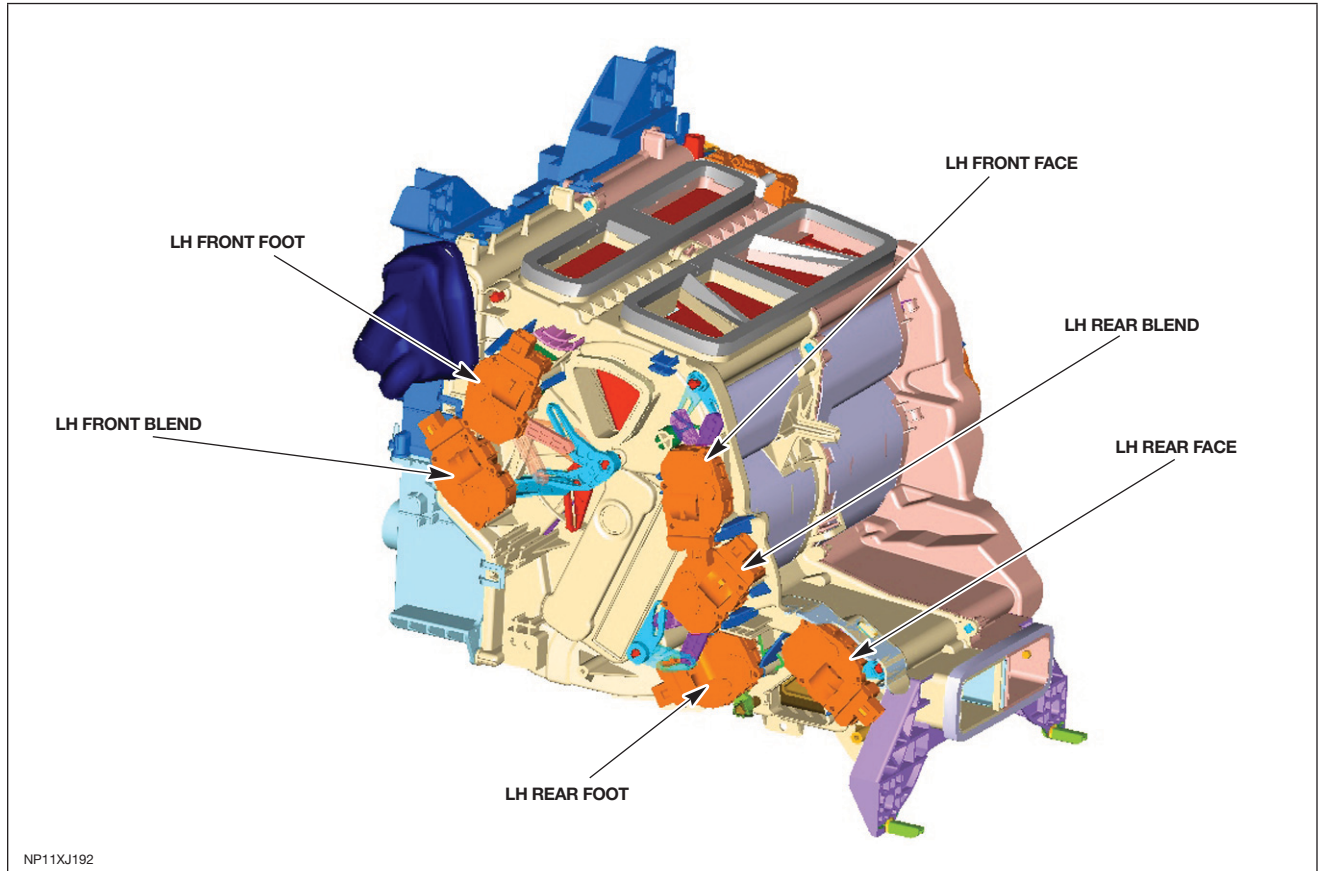 LH FRONT FACE
LH FRONT FOOT
LH REAR BLEND
LH FRONT BLEND
LH REAR FACE
LH REAR FOOT
NP11XJ192